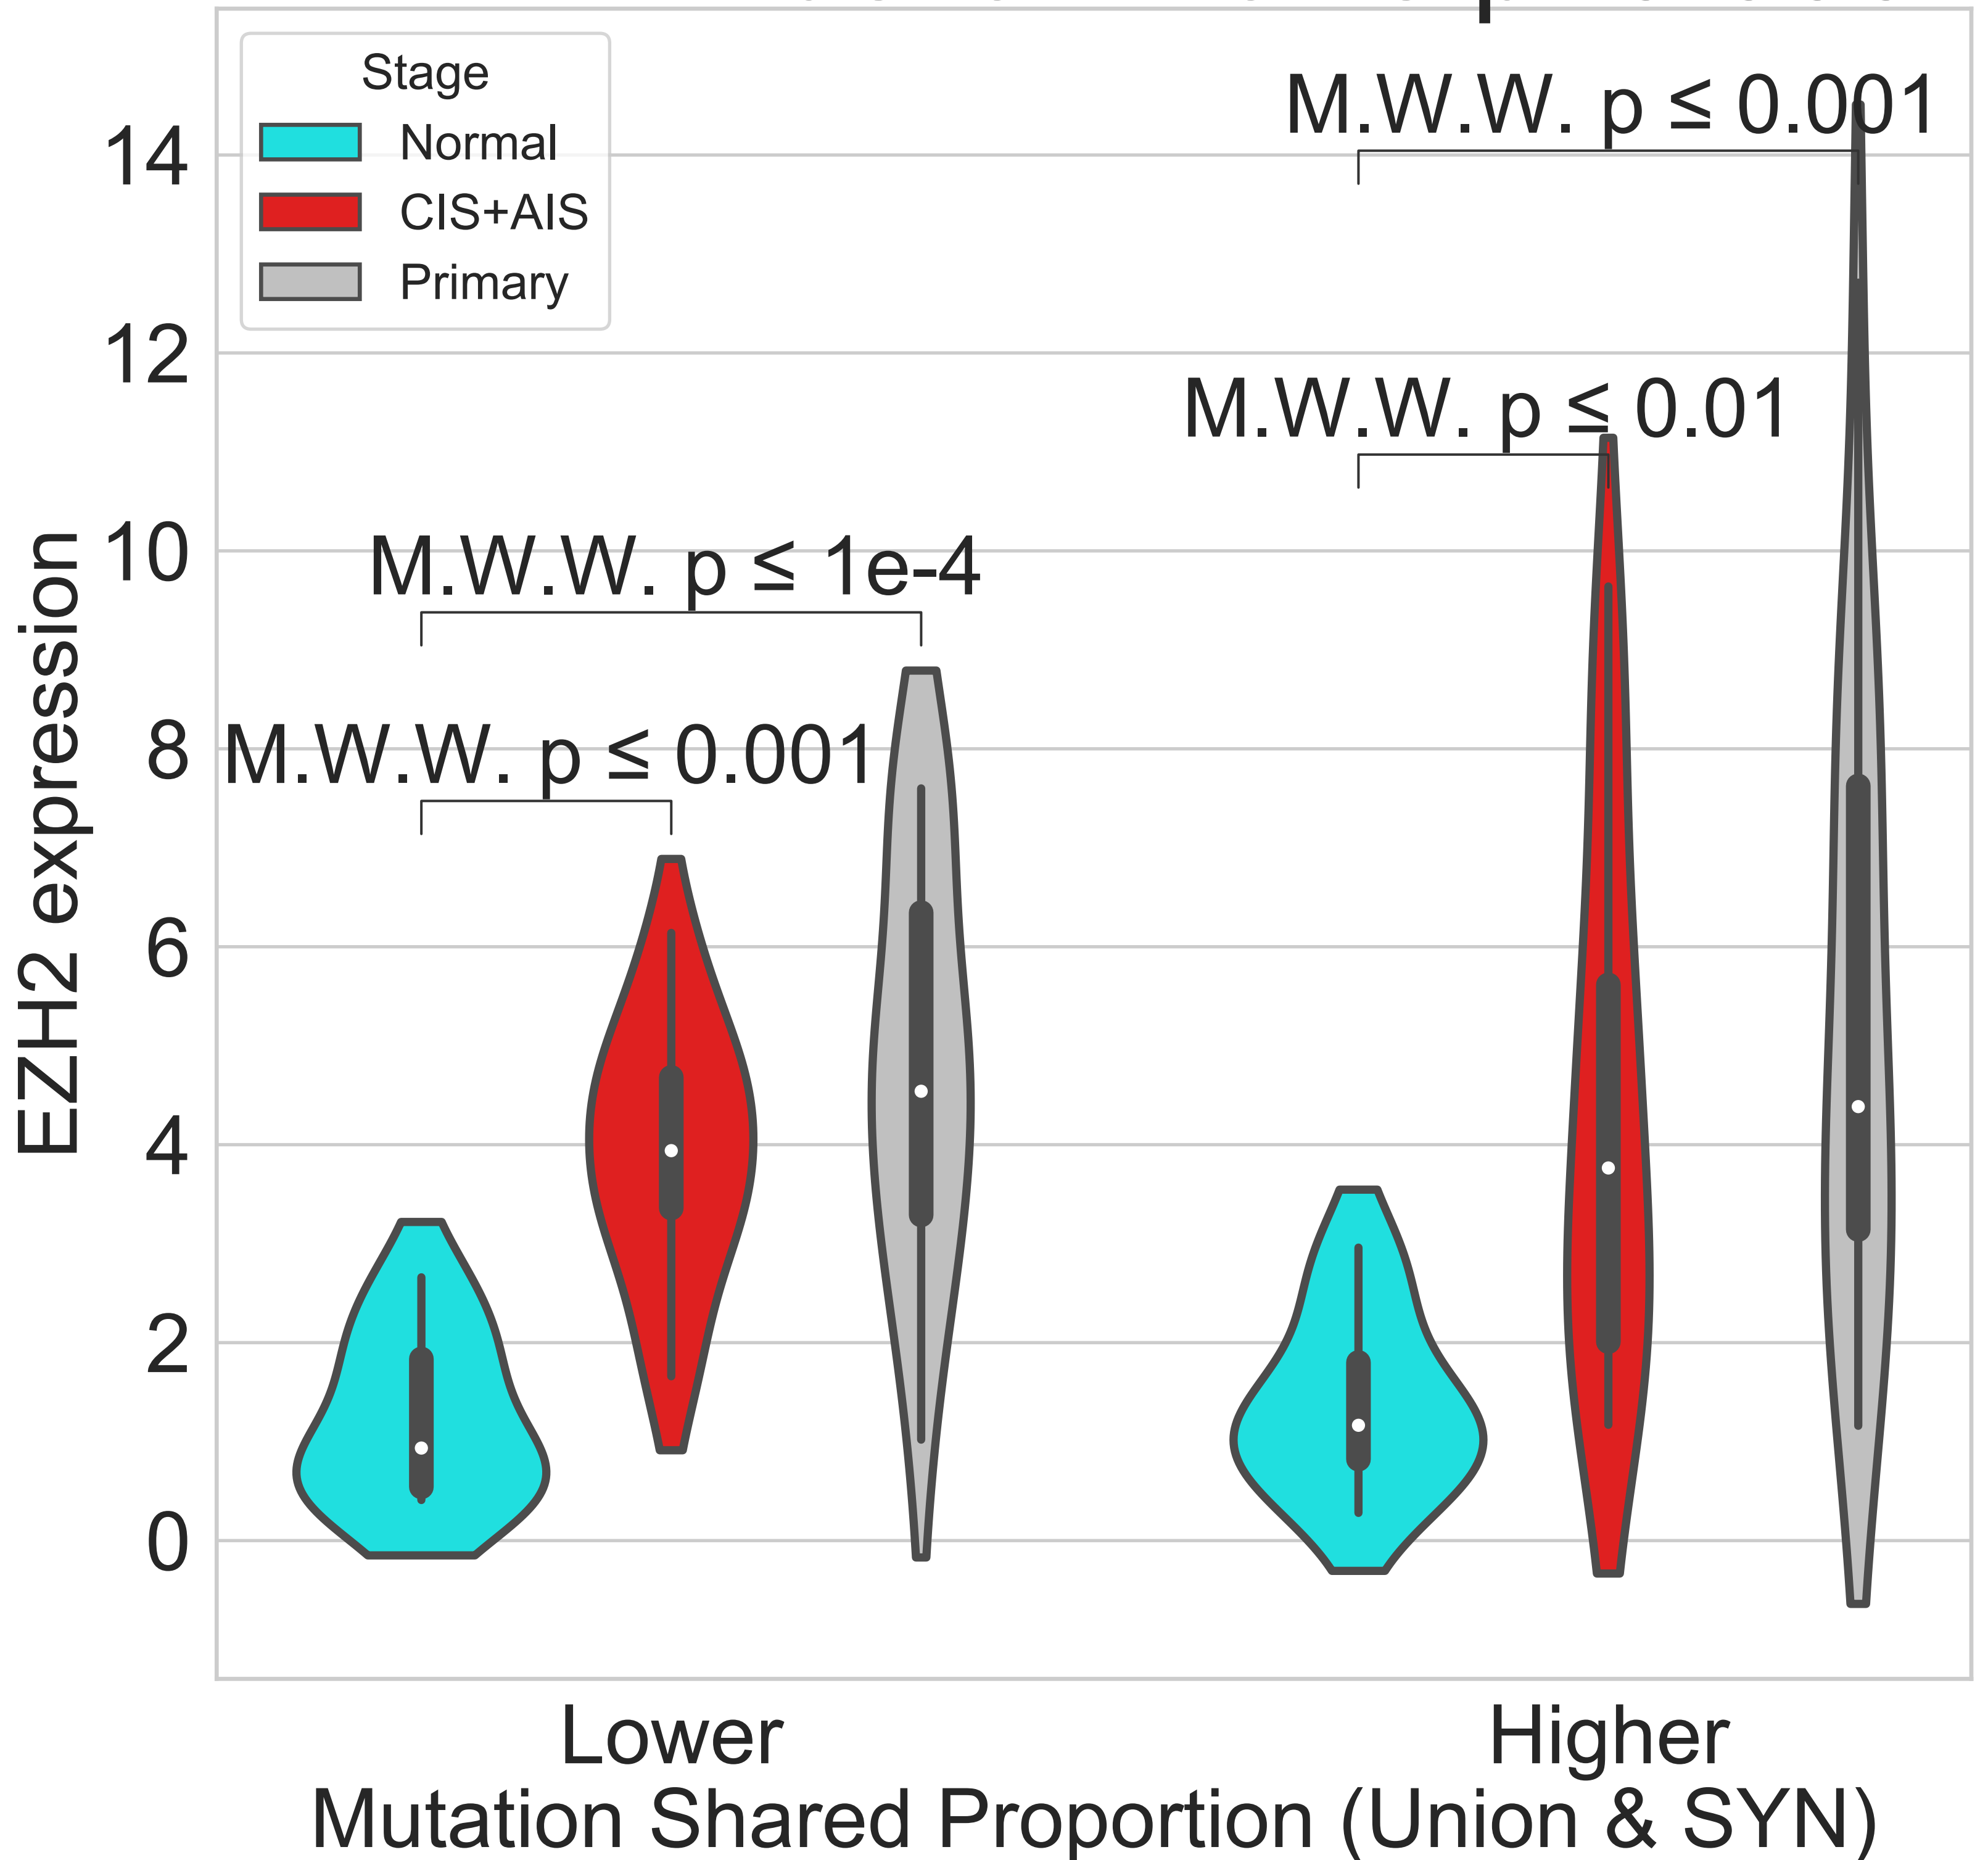 Stage
Normal
CIS+AIS
Primary
M.W.W. p ≤ 0.001
M.W.W. p ≤ 0.01
M.W.W. p ≤ 1e-4
M.W.W. p ≤ 0.001
14
12
10
8
6
4
2
0
EZH2 expression
Lower
Higher
Mutation Shared Proportion (Union & SYN)